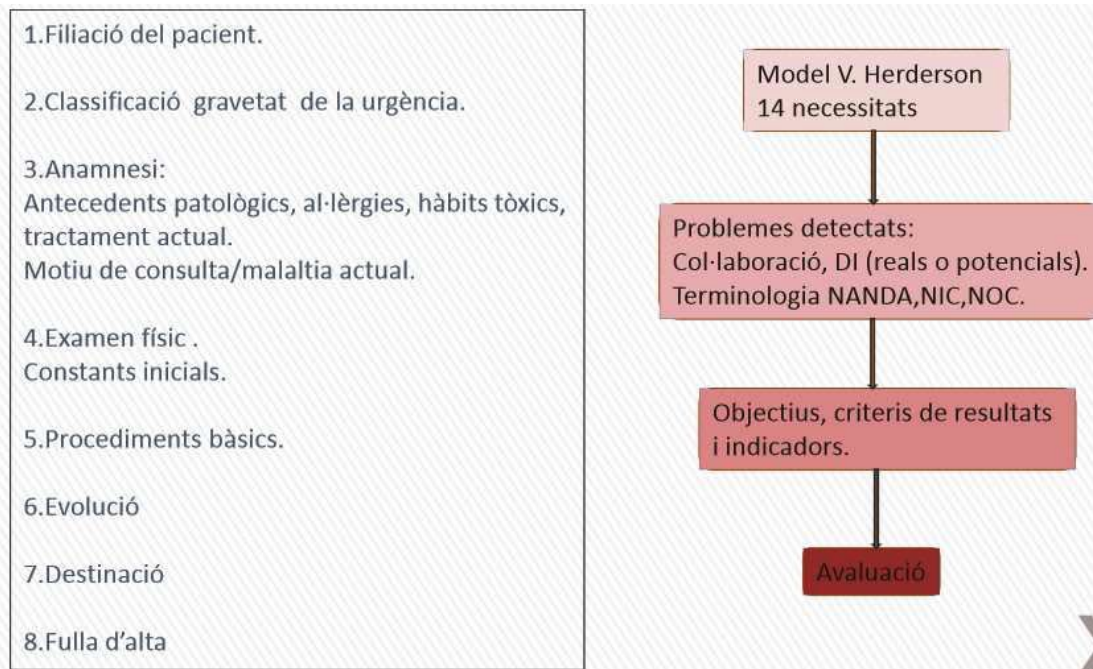 1.Filiació del pacient.
2.Classificació gravetat de la urgència.
3.Anamnesi:
Antecedents patològics, al·lèrgies, hàbits tòxics,
tractament actual.
Motiu de consulta/malaltia actual.
4.Examen físic .
Constants inicials.
5.Procediments bàsics.
6.Evolució
7.Destinació
8.Fulla d'alta
Model V. Herderson
14 necessitats
Problemes detectats:
Col·laboració, DI (reals o potencials).
Terminologia NANDA,NIC,NOC.
Objectius, criteris de resultats
i indicadors.
Avaluació